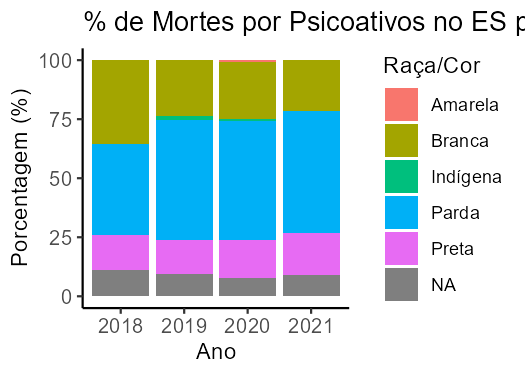 % de Mortes por Psicoativos no ES p
Porcentagem (%)
100
75
50
25
0
2018 2019 2020 2021
Ano
Raça/Cor
Amarela
Branca
Indígena
Parda
Preta
NA